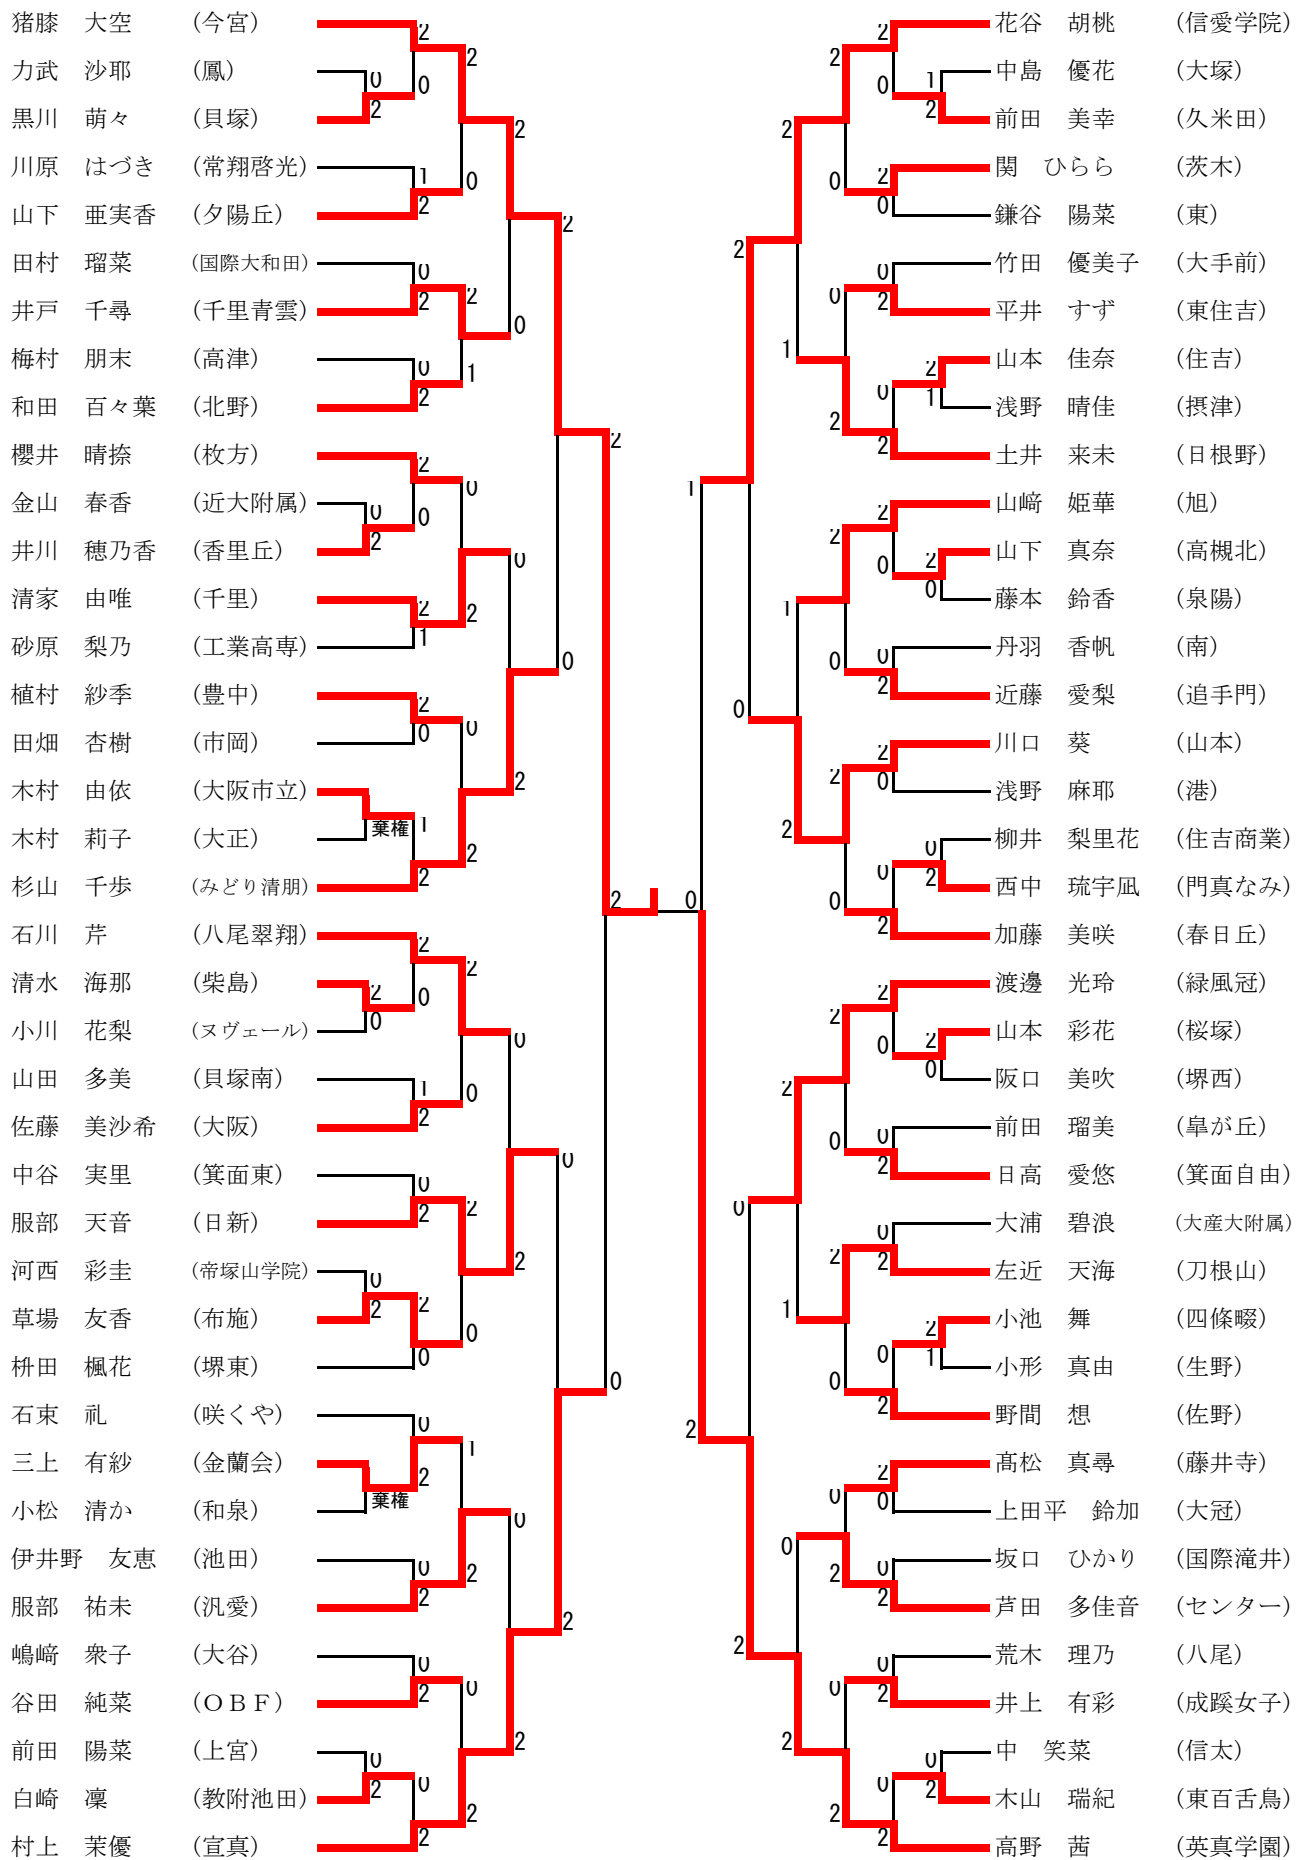 猪膝 大空 (今宮)
力武 沙耶 (鳳)
黒川 萌々 (貝塚)
川原 はづき (常翔啓光)
山下 亜実香 (夕陽丘)
田村 瑠菜 (国際大和田)
井戸 千尋 (千里青雲)
梅村 朋末 (高津)
和田 百々葉 (北野)
櫻井 晴捺 (枚方)
金山 春香 (近大附属)
井川 穂乃香 (香里丘)
清家 由唯 (千里)
砂原 梨乃 (工業高専)
植村 紗季 (豊中)
田畑 杏樹 (市岡)
木村 由依 (大阪市立)
棄権
木村 莉子 (大正)
杉山 千歩 (みどり清朋)
石川 芹 (八尾翠翔)
清水 海那 (柴島)
小川 花梨 (ヌヴェール)
山田 多美 (貝塚南)
佐藤 美沙希 (大阪)
中谷 実里 (箕面東)
服部 天音 (日新)
河西 彩圭 (帝塚山学院)
草場 友香 (布施)
枡田 楓花 (堺東)
石束 礼 (咲くや)
三上 有紗 (金蘭会)
棄権
小松 清か (和泉)
伊井野 友恵 (池田)
服部 祐未 (汎愛)
嶋﨑 衆子 (大谷)
谷田 純菜 (OBF)
前田 陽菜 (上宮)
白崎 凜 (教附池田)
村上 茉優 (宣真)
花谷 胡桃 (信愛学院)
中島 優花 (大塚)
前田 美幸 (久米田)
関 ひらら (茨木)
鎌谷 陽菜 (東)
竹田 優美子 (大手前)
平井 すず (東住吉)
山本 佳奈 (住吉)
浅野 晴佳 (摂津)
土井 来未 (日根野)
山﨑 姫華 (旭)
山下 真奈 (高槻北)
藤本 鈴香 (泉陽)
丹羽 香帆 (南)
近藤 愛梨 (追手門)
川口 葵 (山本)
浅野 麻耶 (港)
柳井 梨里花 (住吉商業)
西中 琉宇凪 (門真なみ)
加藤 美咲 (春日丘)
渡邊 光玲 (緑風冠)
山本 彩花 (桜塚)
阪口 美吹 (堺西)
前田 瑠美 (阜が丘)
日高 愛悠 (箕面自由)
大浦 碧浪 (大産大附属)
左近 天海 (刀根山)
小池 舞 (四條畷)
小形 真由 (生野)
野間 想 (佐野)
髙松 真尋 (藤井寺)
上田平 鈴加 (大冠)
坂口 ひかり (国際滝井)
芦田 多佳音 (センター)
荒木 理乃 (八尾)
井上 有彩 (成蹊女子)
中 笑菜 (信太)
木山 瑞紀 (東百舌鳥)
高野 茜 (英真学園)